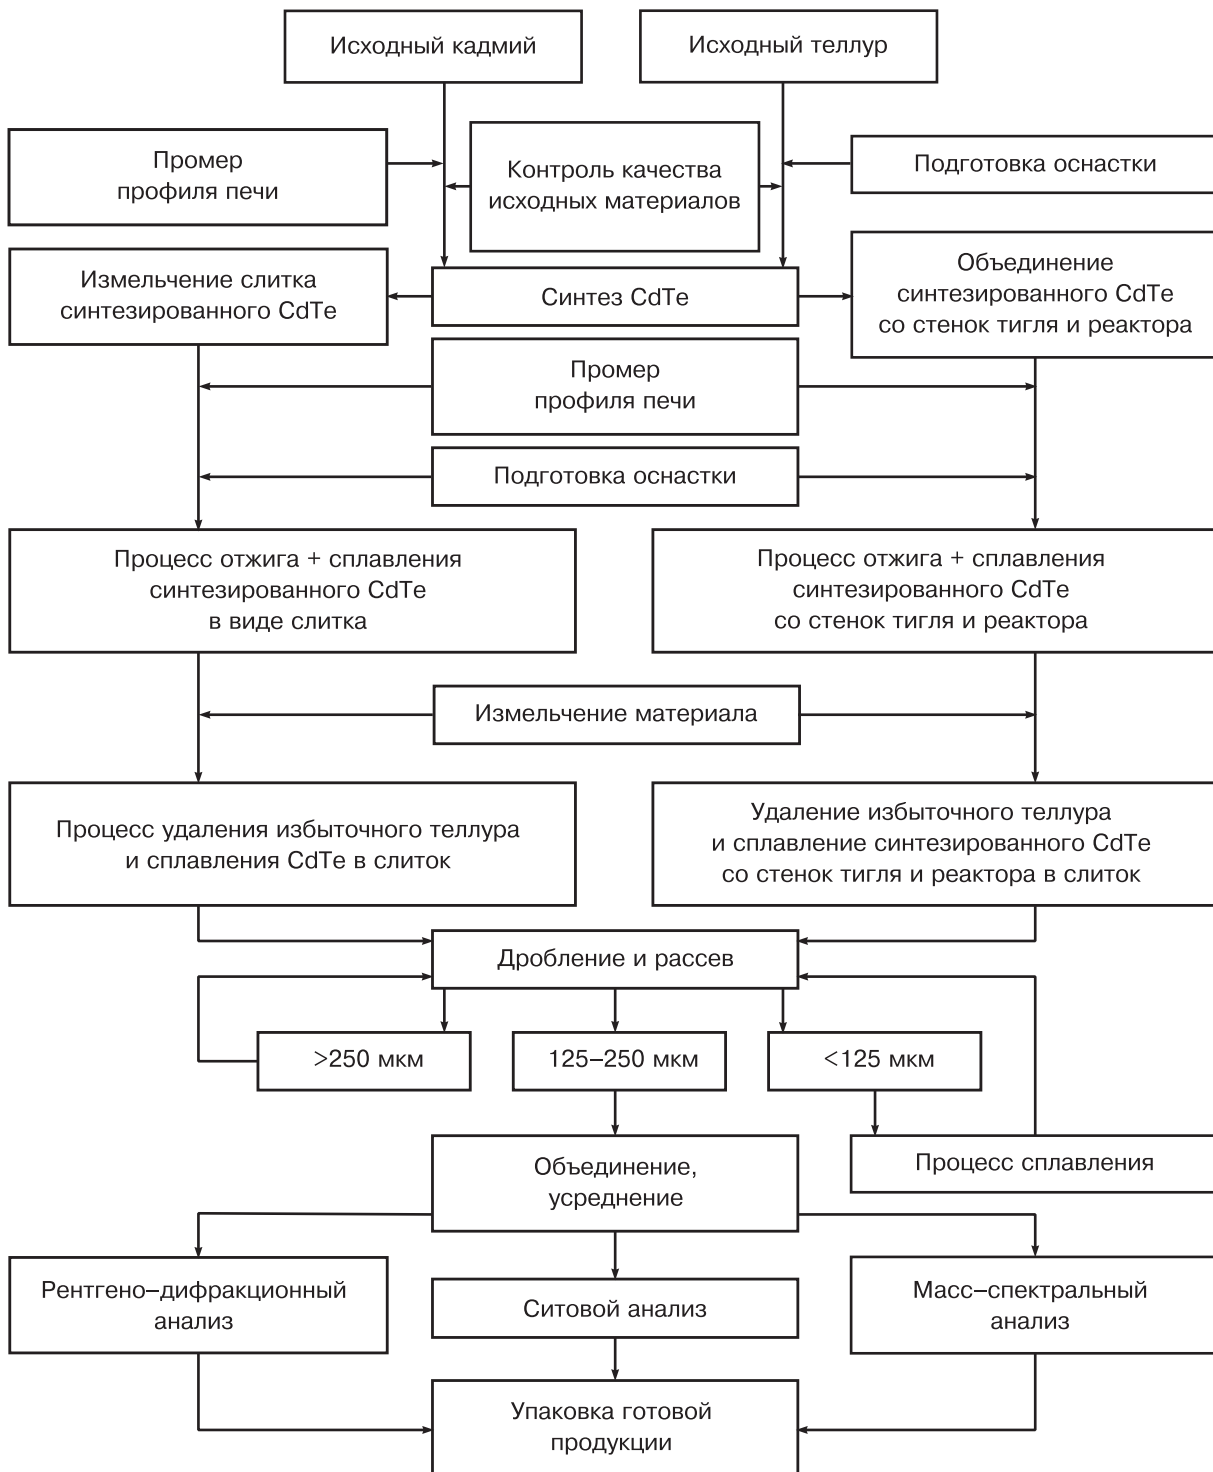 Исходный кадмий
Исходный теллур
Промер
профиля печи
Контроль качества
исходных материалов
Подготовка оснастки
Измельчение слитка
синтезированного CdTe
Синтез CdTe
Объединение
синтезированного CdTe
со стенок тигля и реактора
Промер
профиля печи
Подготовка оснастки
Процесс отжига + сплавления
синтезированного CdTe
в виде слитка
Процесс отжига + сплавления
синтезированного CdTe
со стенок тигля и реактора
Измельчение материала
Процесс удаления избыточного теллура
и сплавления CdTe в слиток
Удаление избыточного теллура
и сплавление синтезированного CdTe
со стенок тигля и реактора в слиток
Дробление и рассев
>250 мкм
125–250 мкм
<125 мкм
Объединение,
усреднение
Процесс сплавления
Рентгено–дифракционный
анализ
Ситовой анализ
Масс–спектральный
анализ
Упаковка готовой
продукции